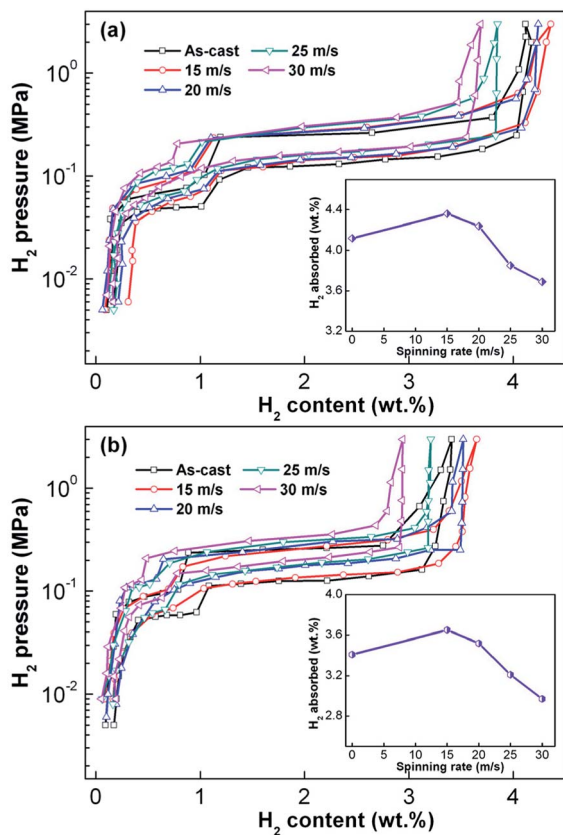 (a)
As-cast 25 m/s
15 m/s 30 m/s
20 m/s
H₂ pressure (MPa)
10⁰
10⁻¹
10⁻²
H₂ absorbed (wt.%)
4.4
4.0
3.6
3.2
0 5 10 15 20 25 30
Spinning rate (m/s)
0 1 2 3 4
H₂ content (wt.%)
(b)
As-cast 25 m/s
15 m/s 30 m/s
20 m/s
H₂ pressure (MPa)
10⁰
10⁻¹
10⁻²
H₂ absorbed (wt.%)
4.0
3.6
3.2
2.8
0 5 10 15 20 25 30
Spinning rate (m/s)
0 1 2 3 4
H₂ content (wt.%)